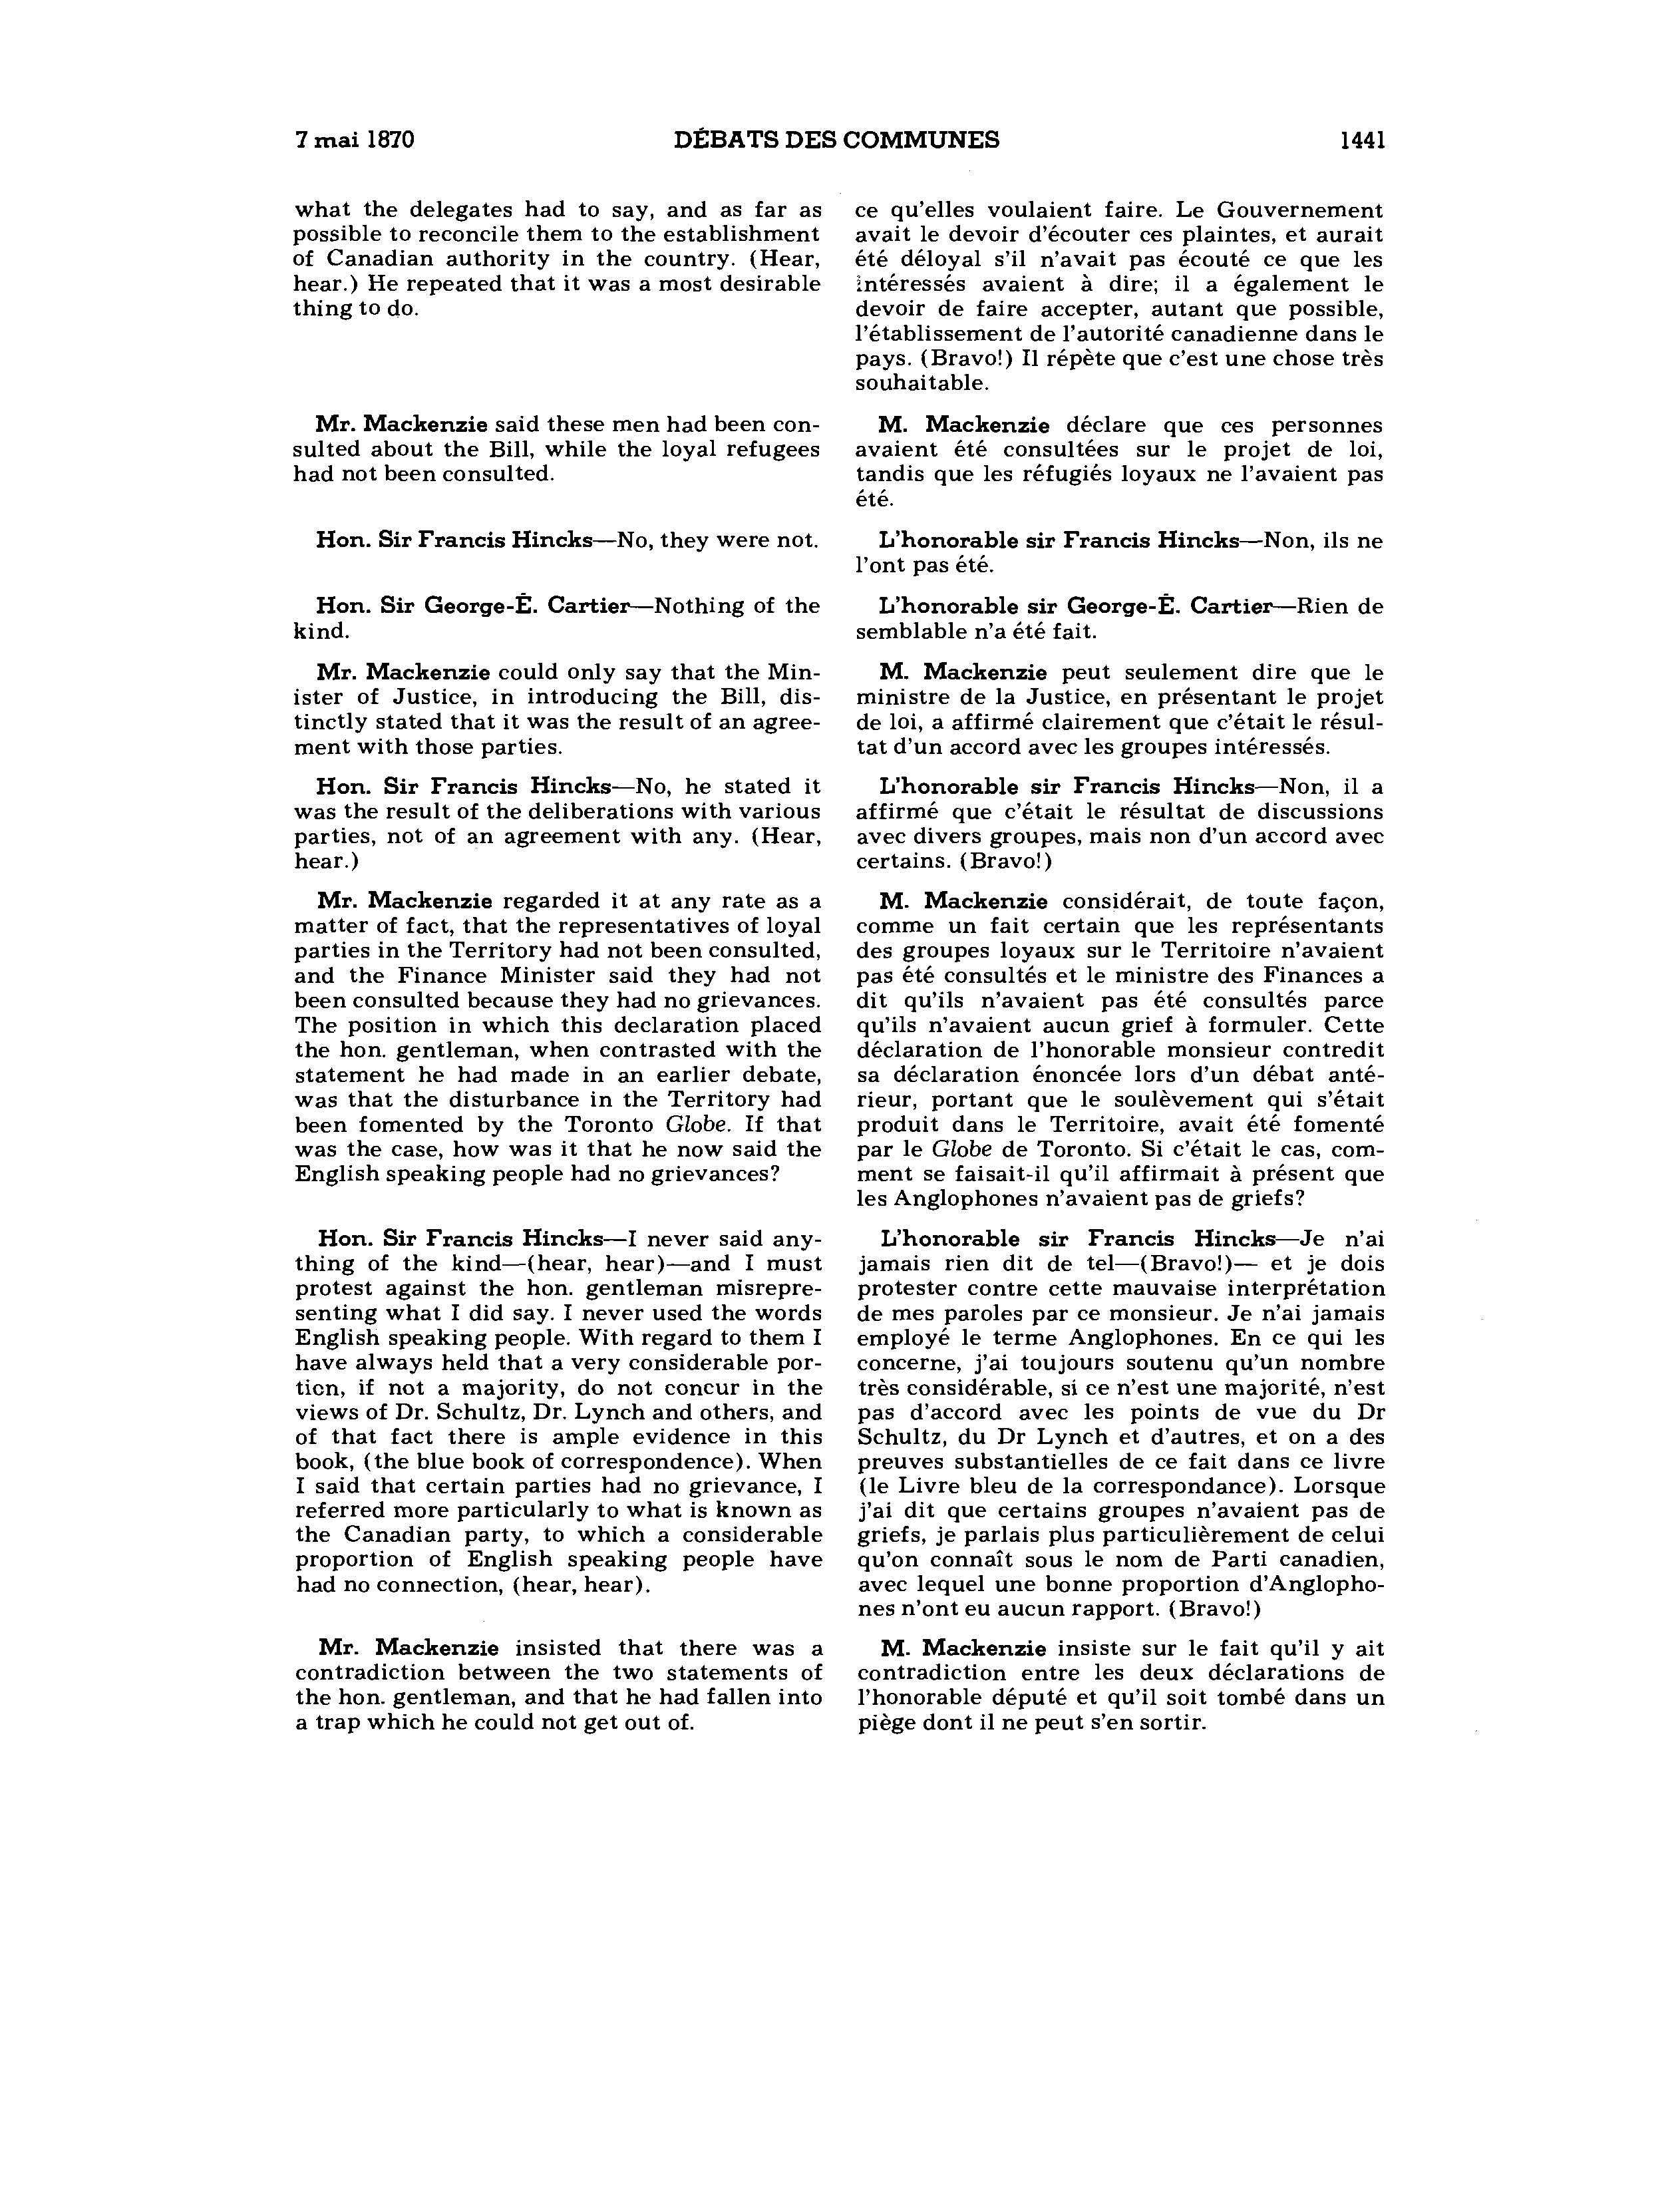 7 mai 1870 DÉBATS DES COMMUNES 1441
what the delegates had to say, and as far as
possible to reconcile them to the establishment
of Canadian authority in the country. (Hear,
hear.) He repeated that it was a most desirable
thing to do.
Mr. Mackenzie said these men had been con-
sulted about the Bill, while the loyal refugees
had not been consulted.
Hon. Sir Francis Hincks—No, they were not.
Hon. Sir George-É. Cartier—Nothing of the
kind.
Mr. Mackenzie could only say that the Min-
ister of Justice, in introducing the Bill, dis-
tinctly stated that it was the result of an agree-
ment with those parties.
Hon. Sir Francis Hincks—No, he stated it
was the result of the deliberations with various
parties, not of an agreement with any. (Hear,
hear.)
Mr. Mackenzie regarded it at any rate as a
matter of fact, that the representatives of loyal
parties in the Territory had not been consulted,
and the Finance Minister said they had not
been consulted because they had no grievances.
The position in which this declaration placed
the hon. gentleman, when contrasted with the
statement he had made in an earlier debate,
was that the disturbance in the Territory had
been fomented by the Toronto Globe. If that
was the case, how was it that he now said the
English speaking people had no grievances?
Hon. Sir Francis Hincks—I never said any-
thing of the kind—(hear, hear)—and I must
protest against the hon. gentleman misrepre-
senting what I did say. I never used the words
English speaking people. With regard to them I
have always held that a very considerable por-
tion, if not a majority, do not concur in the
views of Dr. Schultz, Dr. Lynch and others, and
of that fact there is ample evidence in this
book, (the blue book of correspondence). When
I said that certain parties had no grievance, I
referred more particularly to what is known as
the Canadian party, to which a considerable
proportion of English speaking people have
had no connection, (hear, hear).
Mr. Mackenzie insisted that there was a
contradiction between the two statements of
the hon. gentleman, and that he had fallen into
a trap which he could not get out of.
ce qu'elles voulaient faire. Le Gouvernement
avait le devoir d'écouter ces plaintes, et aurait
été déloyal s'il n'avait pas écouté ce que les
intéressés avaient à dire; il a également le
devoir de faire accepter, autant que possible,
l'établissement de l'autorité canadienne dans le
pays. (Bravo!) Il répète que c'est une chose très
souhaitable.
M. Mackenzie déclare que ces personnes
avaient été consultées sur le projet de loi,
tandis que les réfugiés loyaux ne l'avaient pas
été.
L'honorable sir Francis Hincks—Non, ils ne
l'ont pas été.
L'honorable sir George-É. Cartier—Rien de
semblable n'a été fait.
M. Mackenzie peut seulement dire que le
ministre de la Justice, en présentant le projet
de loi, a affirmé clairement que c'était le résul-
tat d'un accord avec les groupes intéressés.
L'honorable sir Francis Hincks—Non, il a
affirmé que c'était le résultat de discussions
avec divers groupes, mais non d'un accord avec
certains. (Bravo!)
M. Mackenzie considérait, de toute façon,
comme un fait certain que les représentants
des groupes loyaux sur le Territoire n'avaient
pas été consultés et le ministre des Finances a
dit qu'ils n'avaient pas été consultés parce
qu'ils n'avaient aucun grief à formuler. Cette
déclaration de l'honorable monsieur contredit
sa déclaration énoncée lors d'un débat anté-
rieur, portant que le soulèvement qui s'était
produit dans le Territoire, avait été fomenté
par le Globe de Toronto. Si c'était le cas, com-
ment se faisait-il qu'il affirmait à présent que
les Anglophones n'avaient pas de griefs?
L'honorable sir Francis Hincks—Je n'ai
jamais rien dit de tel—(Bravo!)— et je dois
protester contre cette mauvaise interprétation
de mes paroles par ce monsieur. Je n'ai jamais
employé le terme Anglophones. En ce qui les
concerne, j'ai toujours soutenu qu'un nombre
très considérable, si ce n'est une majorité, n'est
pas d'accord avec les points de vue du Dr
Schultz, du Dr Lynch et d'autres, et on a des
preuves substantielles de ce fait dans ce livre
(le Livre bleu de la correspondance). Lorsque
j'ai dit que certains groupes n'avaient pas de
griefs, je parlais plus particulièrement de celui
qu'on connaît sous le nom de Parti canadien,
avec lequel une bonne proportion d'Anglopho-
nes n'ont eu aucun rapport. (Bravo!)
M. Mackenzie insiste sur le fait qu'il y ait
contradiction entre les deux déclarations de
l'honorable député et qu'il soit tombé dans un
piège dont il ne peut s'en sortir.